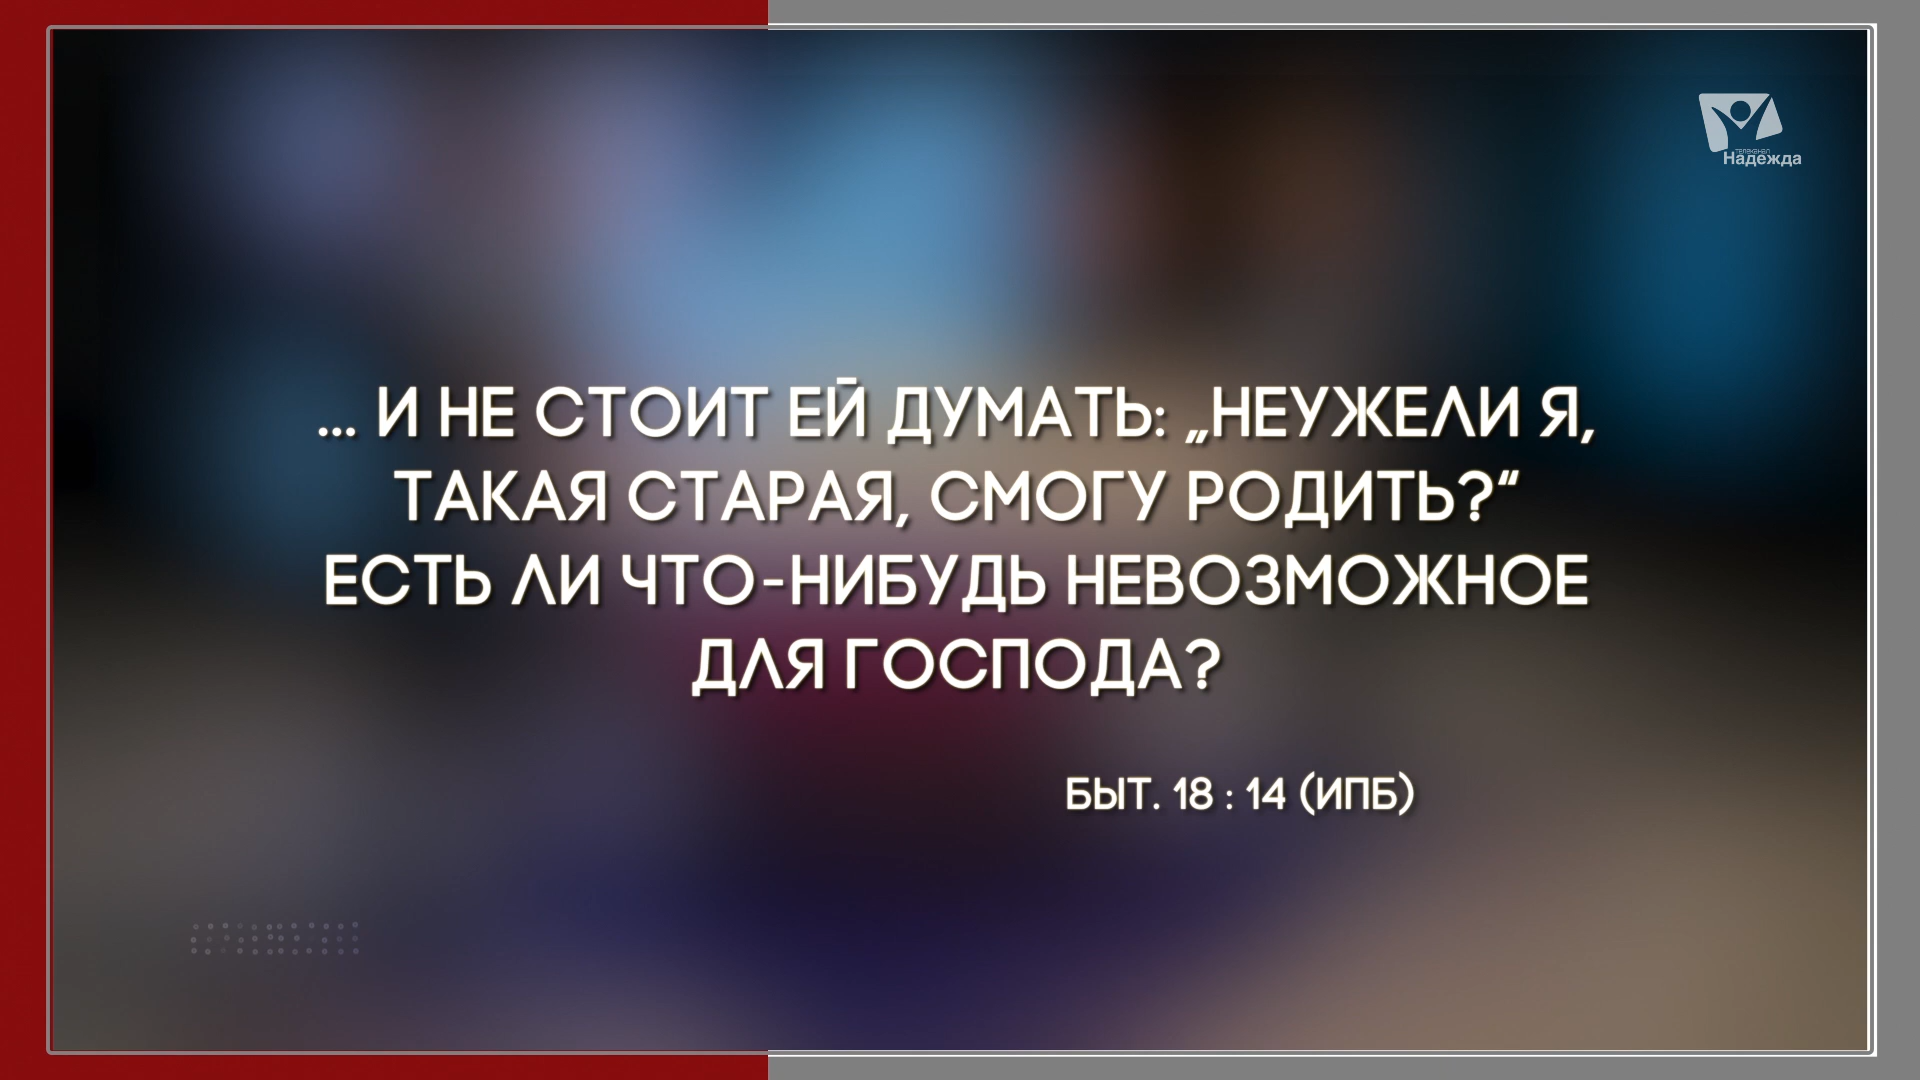 телеканал
Надежда
... И НЕ СТОИТ ЕЙ ДУМАТЬ: „НЕУЖЕЛИ Я,
ТАКАЯ СТАРАЯ, СМОГУ РОДИТЬ?“
ЕСТЬ ЛИ ЧТО-НИБУДЬ НЕВОЗМОЖНОЕ
ДЛЯ ГОСПОДА?
БЫТ. 18 : 14 (ИПБ)